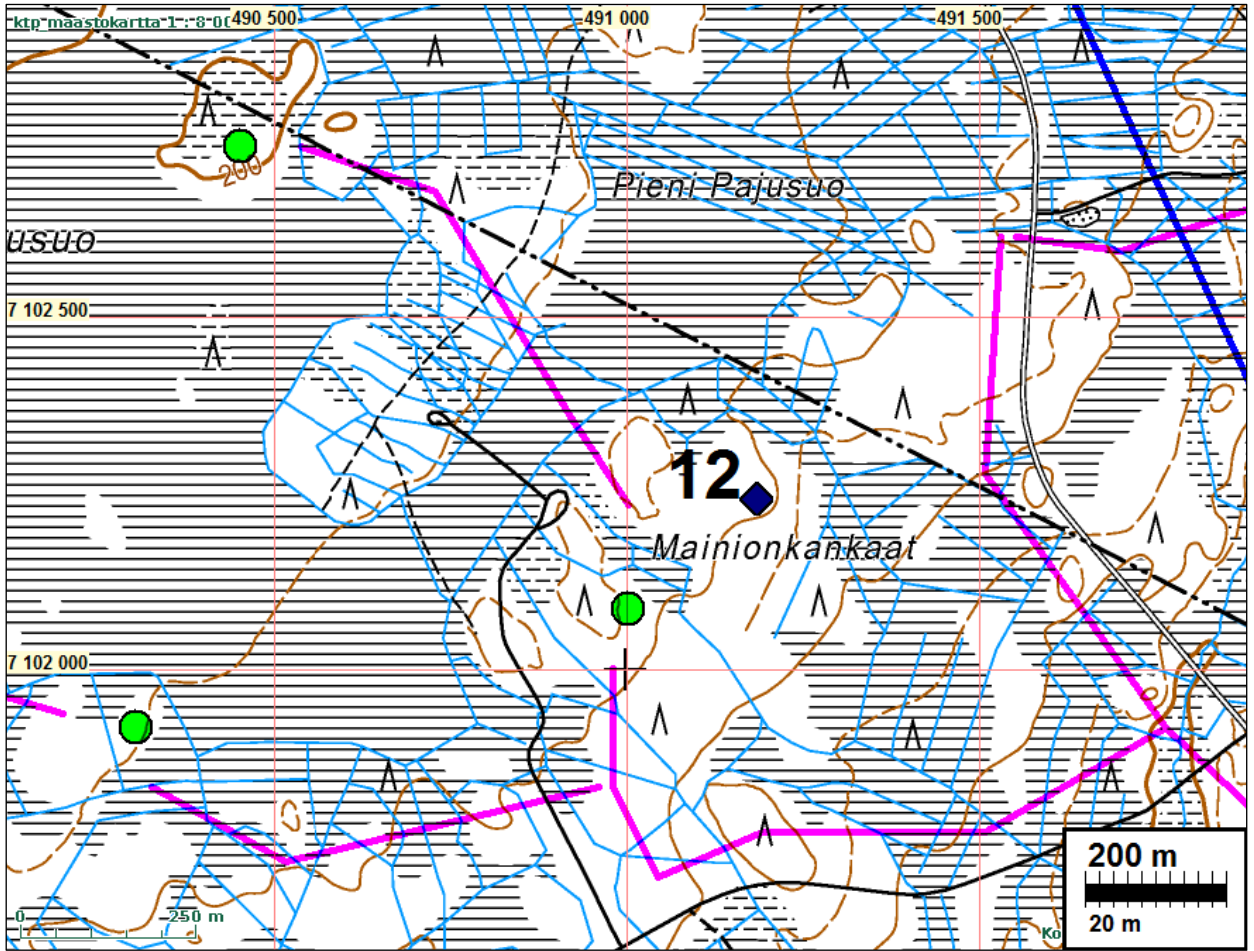 ktp_maastokartta 1 : 8 00
490 500
491 000
491 500
200
Pieni Pajusuo
usuo
7 102 500
12
Mainionkankaat
7 102 000
200 m
20 m
0 250 m
Ko